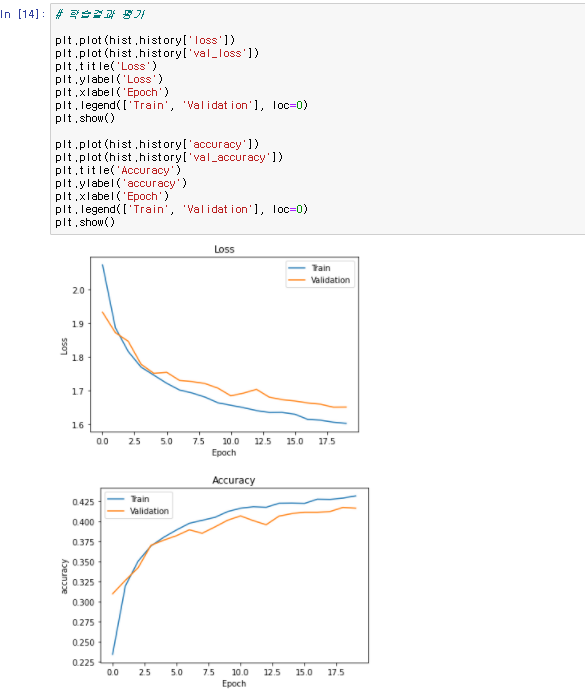 In [14]:
# 학습결과 평가
plt.plot(hist.history['loss'])
plt.plot(hist.history['val_loss'])
plt.title('Loss')
plt.ylabel('Loss')
plt.xlabel('Epoch')
plt.legend(['Train', 'Validation'], loc=0)
plt.show()
plt.plot(hist.history['accuracy'])
plt.plot(hist.history['val_accuracy'])
plt.title('Accuracy')
plt.ylabel('accuracy')
plt.xlabel('Epoch')
plt.legend(['Train', 'Validation'], loc=0)
plt.show()
Loss
Train
Validation
2.0
1.9
1.8
1.7
1.6
Loss
0.0 2.5 5.0 7.5 10.0 12.5 15.0 17.5
Epoch
Accuracy
Train
Validation
0.425
0.400
0.375
0.350
0.325
0.300
0.275
0.250
0.225
accuracy
0.0 2.5 5.0 7.5 10.0 12.5 15.0 17.5
Epoch